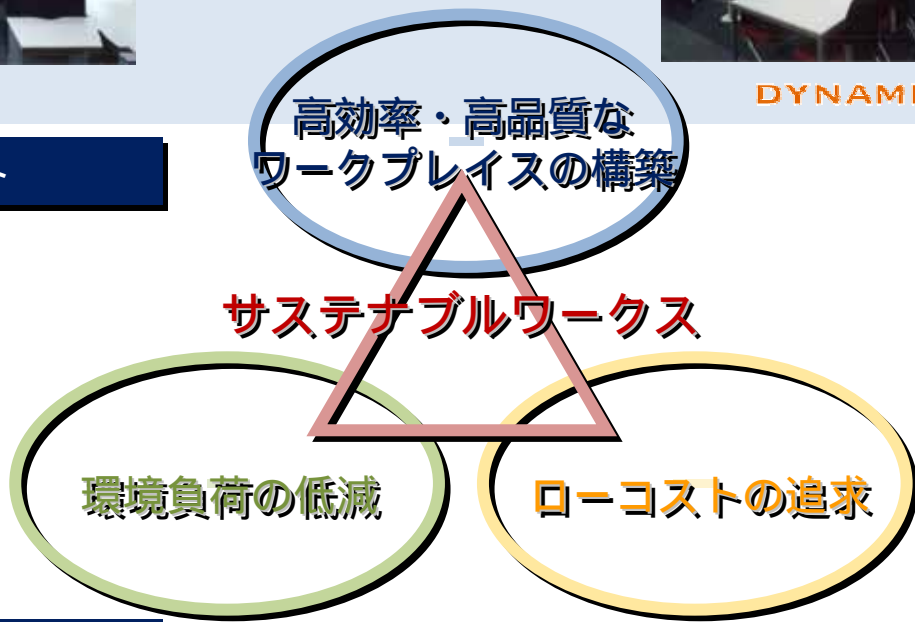 高効率・高品質な
ワークプレイスの構築
DYNAM
サステナブルワークス
環境負荷の低減
ローコストの追求